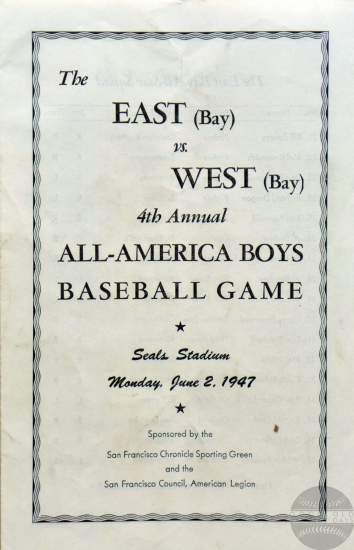 The
EAST (Bay)
vs.
WEST (Bay)
4th Annual
ALL-AMERICA BOYS
BASEBALL GAME
★
Seals Stadium
Monday, June 2, 1947
★
Sponsored by the
San Francisco Chronicle Sporting Green
and the
San Francisco Council, American Legion